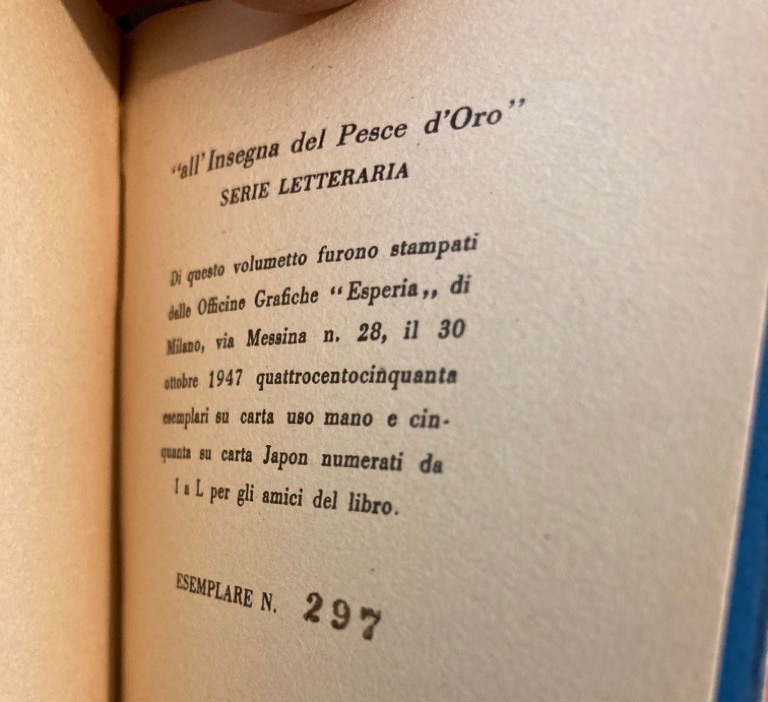 “all’Insegna del Pesce d’Oro”
SERIE LETTERARIA
Di questo volumetto furono stampati
dalle Officine Grafiche “Esperia„ di
Milano, via Messina n. 28, il 30
ottobre 1947 quattrocentocinquanta
esemplari su carta uso mano e cin-
quanta su carta Japon numerati da
I a L per gli amici del libro.
ESEMPLARE N. 297